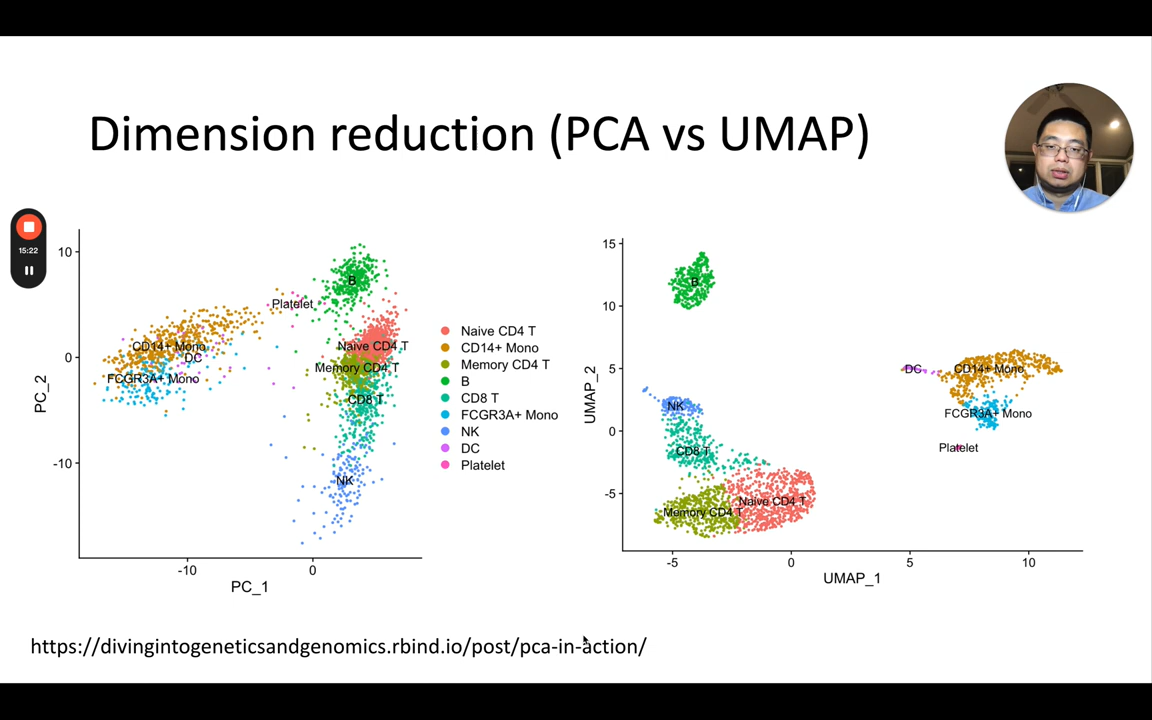 Dimension reduction (PCA vs UMAP)
15:22
10
0
-10
PC_2
-10
0
PC_1
B
Platelet
CD14+ Mono
DC
FCGR3A+ Mono
Naive CD4 T
Memory CD4 T
CD8 T
NK
Naive CD4 T
CD14+ Mono
Memory CD4 T
B
CD8 T
FCGR3A+ Mono
NK
DC
Platelet
15
10
5
0
-5
UMAP_2
-5
0
5
10
UMAP_1
B
DC
CD14+ Mono
NK
FCGR3A+ Mono
CD8 T
Platelet
Naive CD4 T
Memory CD4 T
https://divingintogeneticsandgenomics.rbind.io/post/pca-in-action/